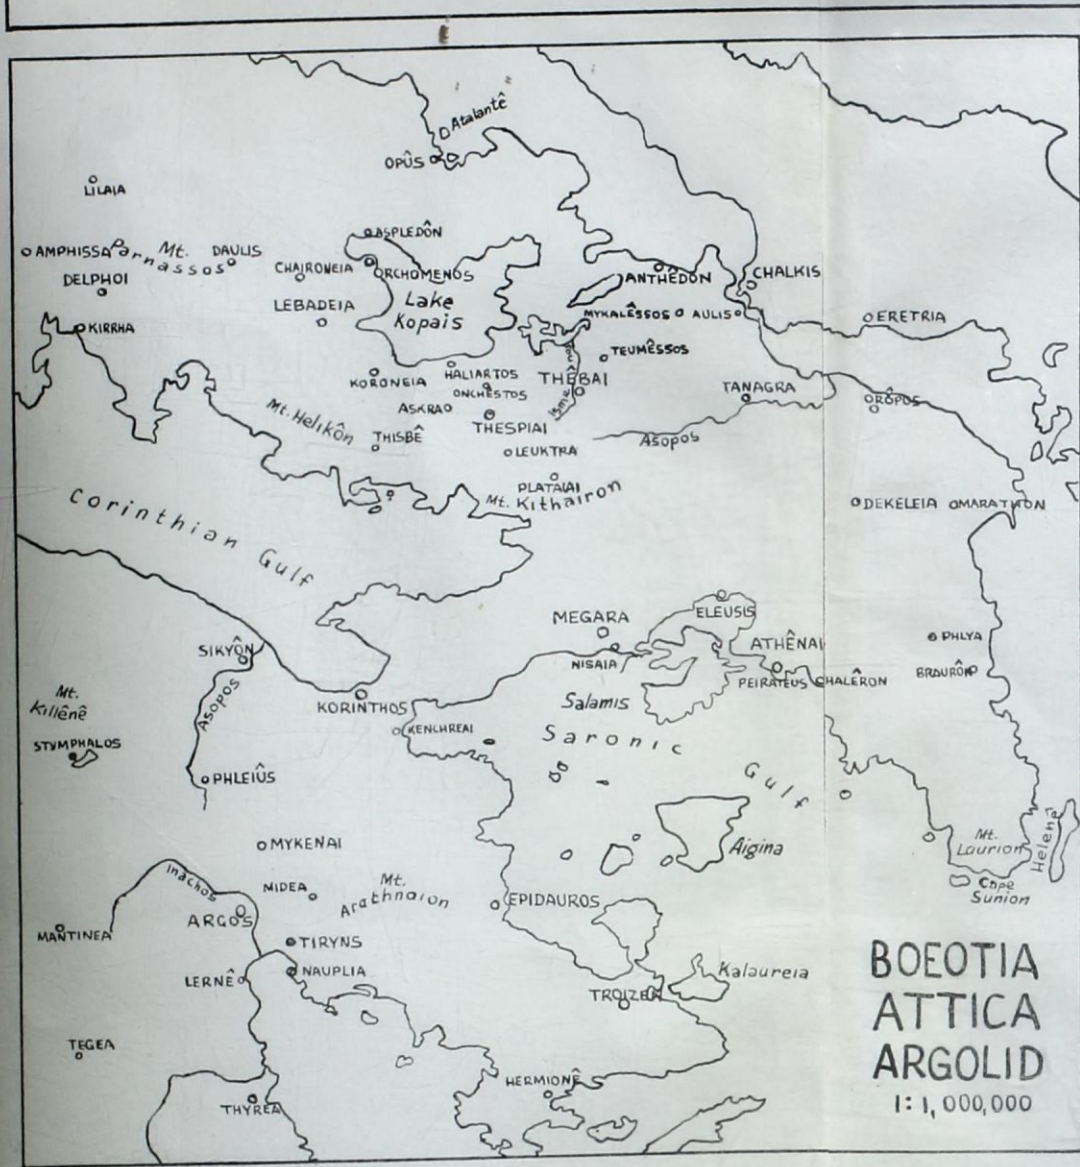 Atalantê
OPÛS
LILAIA
ASPLEDÔN
AMPHISSA
Mt. Parnassos
DAULIS
DELPHOI
CHAIRONEIA
ORCHOMENOS
ANTHÊDÔN
CHALKIS
LEBADEIA
Lake
Kopais
MYKALÊSSOS
AULIS
ERETRIA
KIRRHA
TEUMÊSSOS
KORONEIA
HALIARTOS
THÊBAI
ONCHÊSTOS
TANAGRA
ORÔPOS
ASKRA
THESPIAI
Mt. Helikôn
THISBÊ
Asopos
LEUKTRA
PLATAIAI
Mt. Kithairon
DEKELEIA
MARATHON
Corinthian Gulf
MEGARA
ELEUSIS
SIKYÔN
NISAIA
ATHÊNAI
PHLYA
PEIRAIEUS
PHALÊRON
BRAURÔN
Mt.
Killênê
Asopos
KORINTHOS
Salamis
KENCHREAI
Saronic
Gulf
STYMPHALOS
PHLEIÛS
MYKENAI
Aigina
Mt.
Laurion
Helenê
Inachos
MIDEA
Mt.
Arathnaion
EPIDAUROS
Cape
Sunion
ARGOS
MANTINEA
TIRYNS
LERNÊ
NAUPLIA
Kalaureia
TROIZEN
TEGEA
HERMIONÊ
THYREA
BOEOTIA
ATTICA
ARGOLID
1:1,000,000